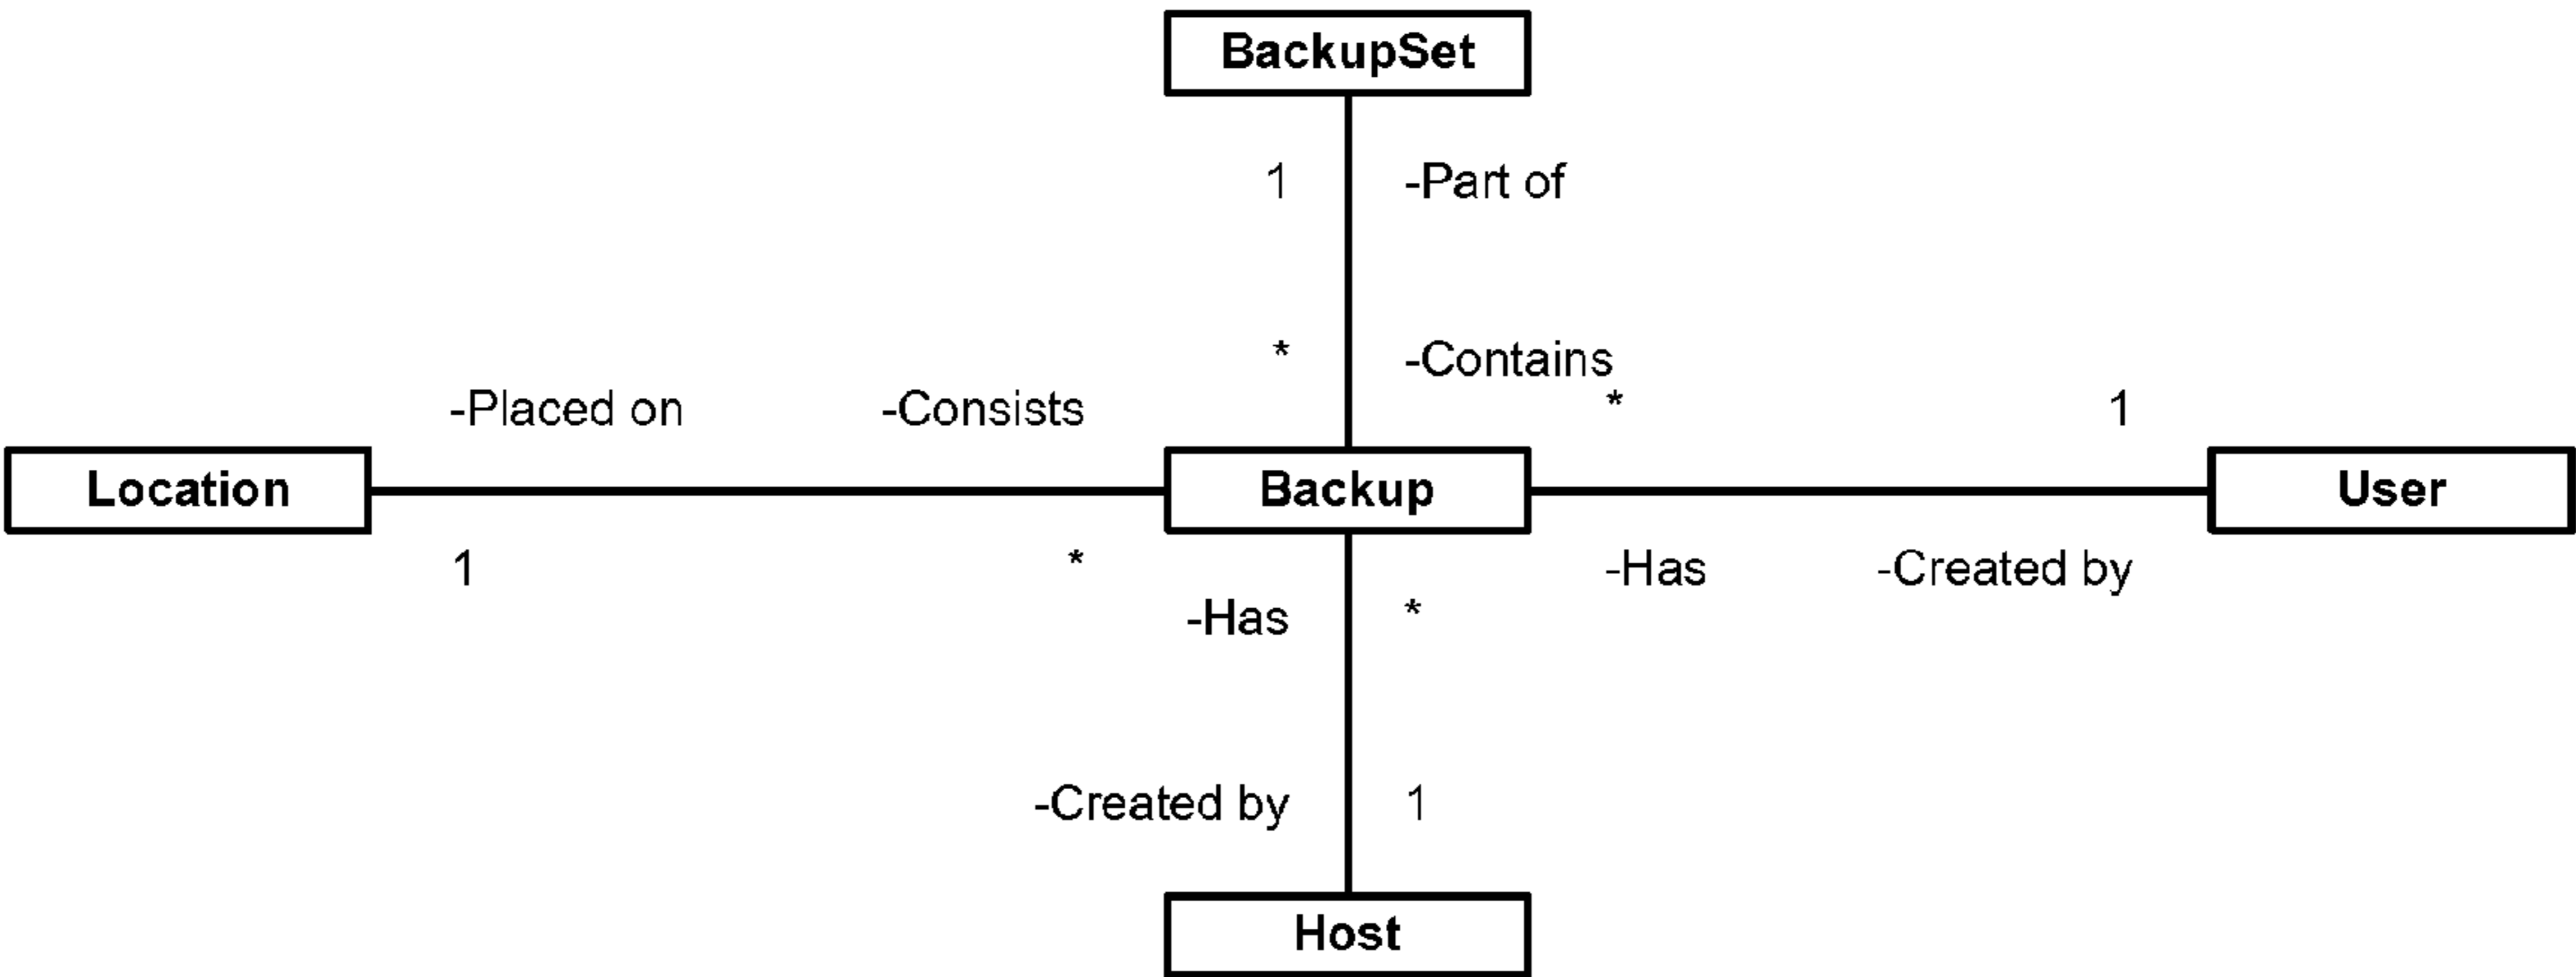 BackupSet
1 -Part of
* -Contains
-Placed on -Consists * 1
Location Backup User
1 * -Has -Created by
-Has *
-Created by 1
Host